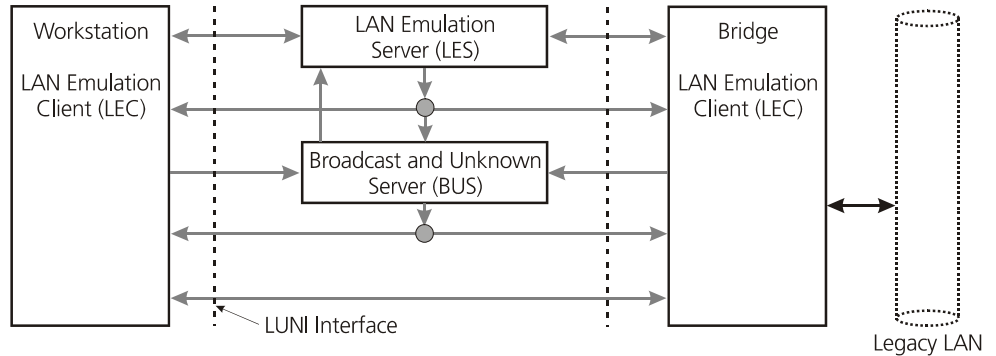 Workstation
LAN Emulation
Client (LEC)
LAN Emulation
Server (LES)
Bridge
LAN Emulation
Client (LEC)
Broadcast and Unknown
Server (BUS)
LUNI Interface
Legacy LAN